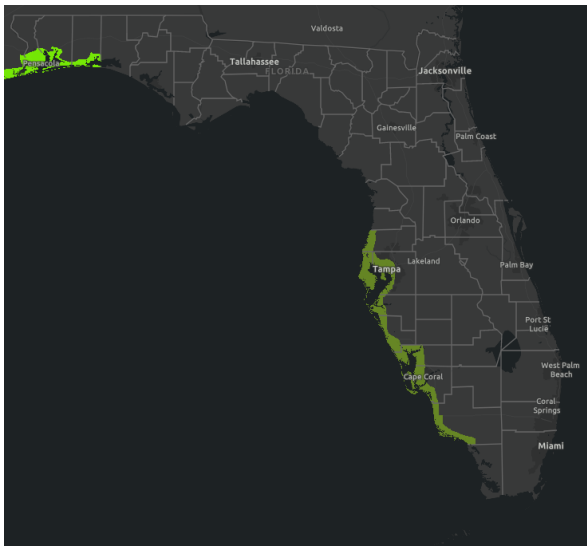 Valdosta
Pensacola
Tallahassee
FLORIDA
Jacksonville
Gainesville
Palm Coast
Orlando
Tampa
Lakeland
Palm Bay
Port St
Lucie
West Palm
Beach
Cape Coral
Coral
Springs
Miami